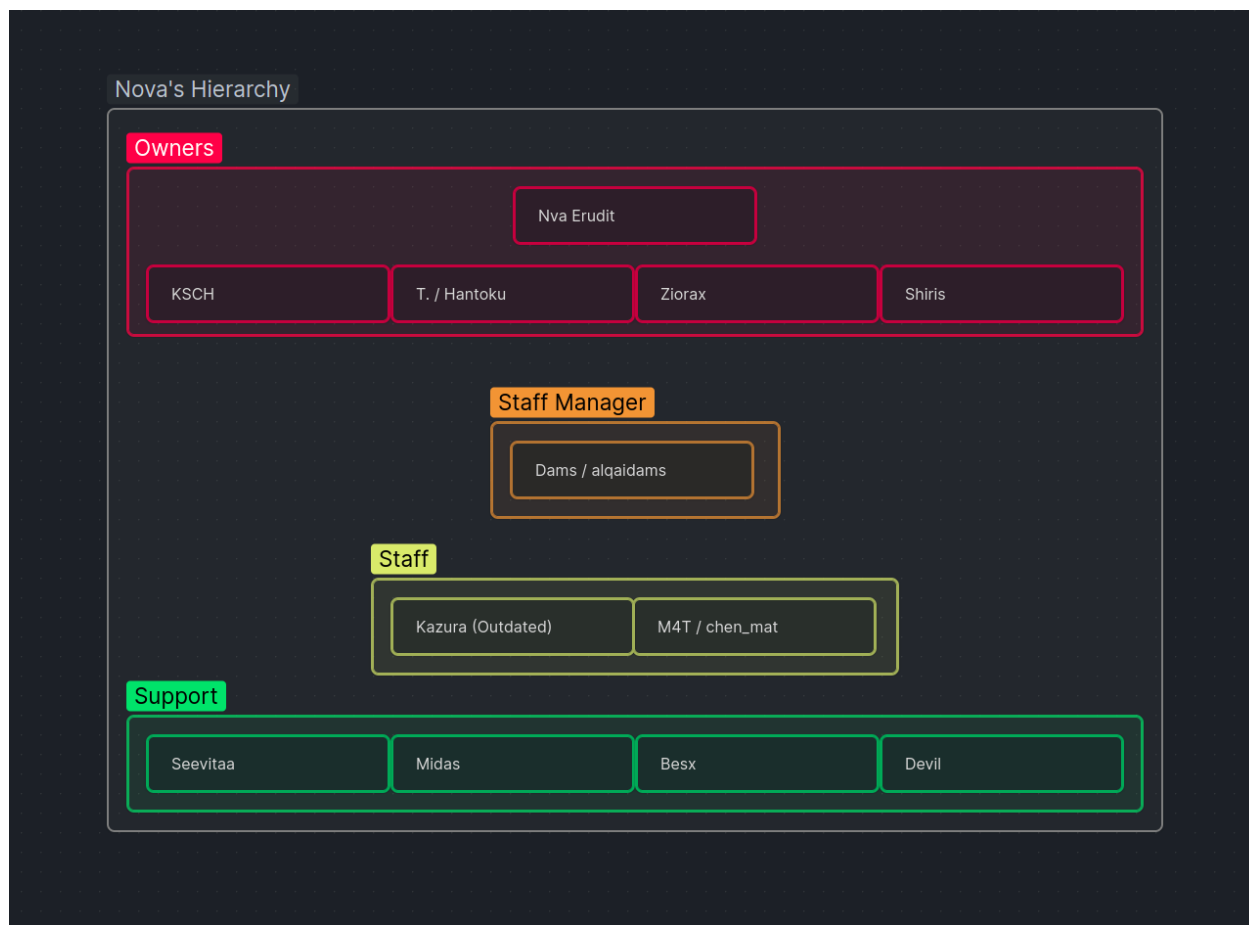 Nova's Hierarchy
Owners
Nva Erudit
KSCH
T. / Hantoku
Ziorax
Shiris
Staff Manager
Dams / alqaidams
Staff
Kazura (Outdated)
M4T / chen_mat
Support
Seevitaa
Midas
Besx
Devil